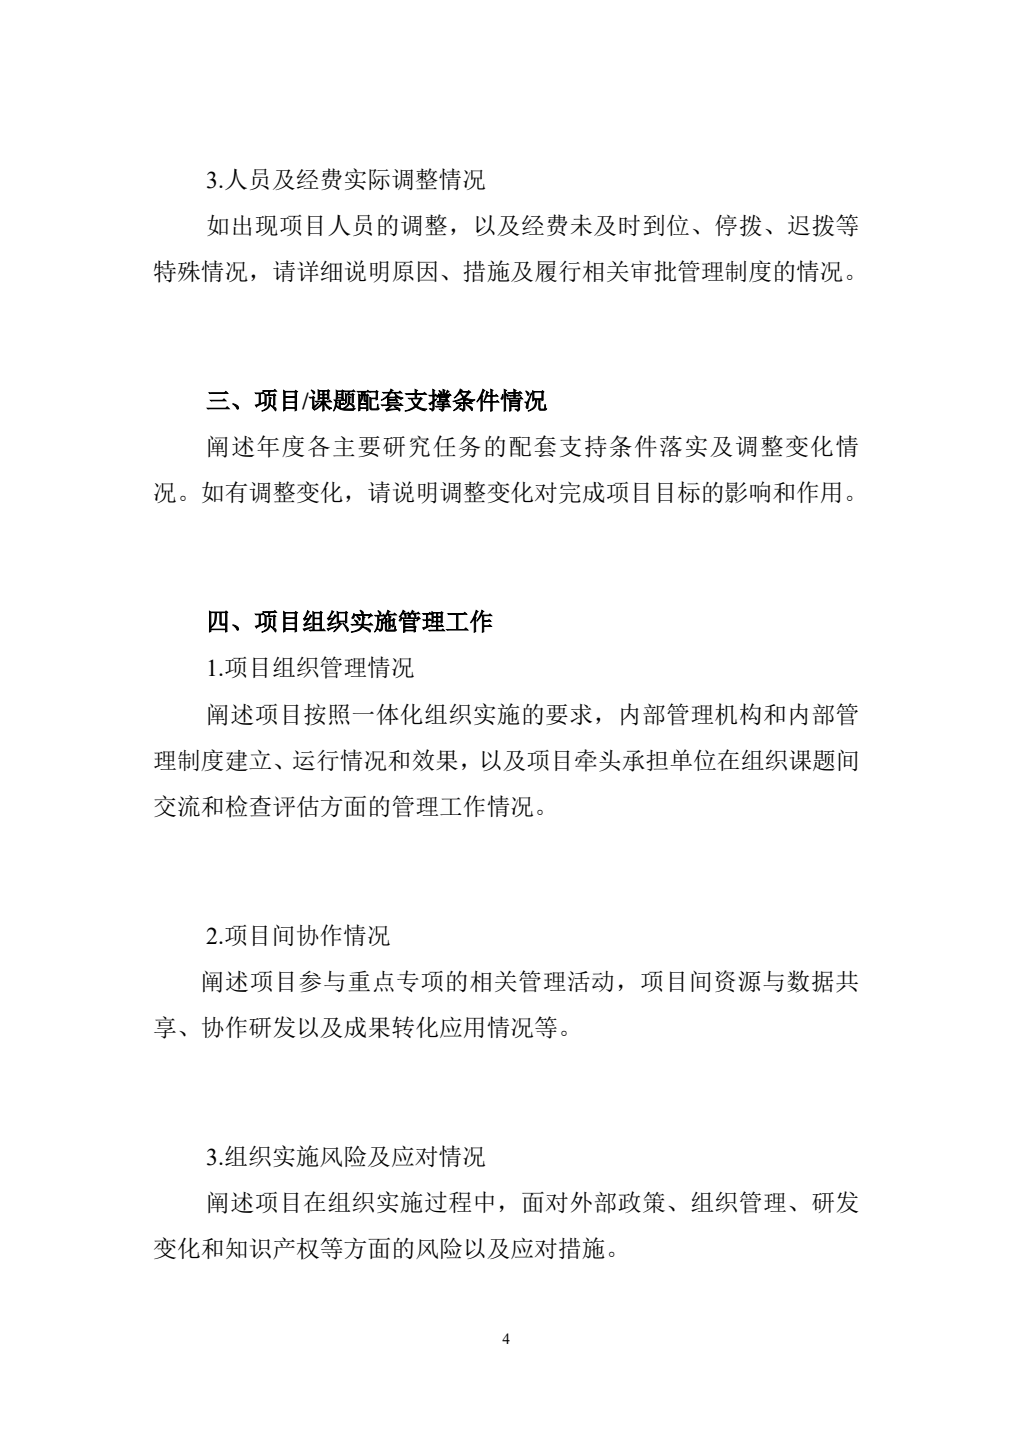 3.人员及经费实际调整情况
如出现项目人员的调整，以及经费未及时到位、停拨、迟拨等
特殊情况，请详细说明原因、措施及履行相关审批管理制度的情况。
三、项目/课题配套支撑条件情况
阐述年度各主要研究任务的配套支持条件落实及调整变化情
况。如有调整变化，请说明调整变化对完成项目目标的影响和作用。
四、项目组织实施管理工作
1.项目组织管理情况
阐述项目按照一体化组织实施的要求，内部管理机构和内部管
理制度建立、运行情况和效果，以及项目牵头承担单位在组织课题间
交流和检查评估方面的管理工作情况。
2.项目间协作情况
阐述项目参与重点专项的相关管理活动，项目间资源与数据共
享、协作研发以及成果转化应用情况等。
3.组织实施风险及应对情况
阐述项目在组织实施过程中，面对外部政策、组织管理、研发
变化和知识产权等方面的风险以及应对措施。
4